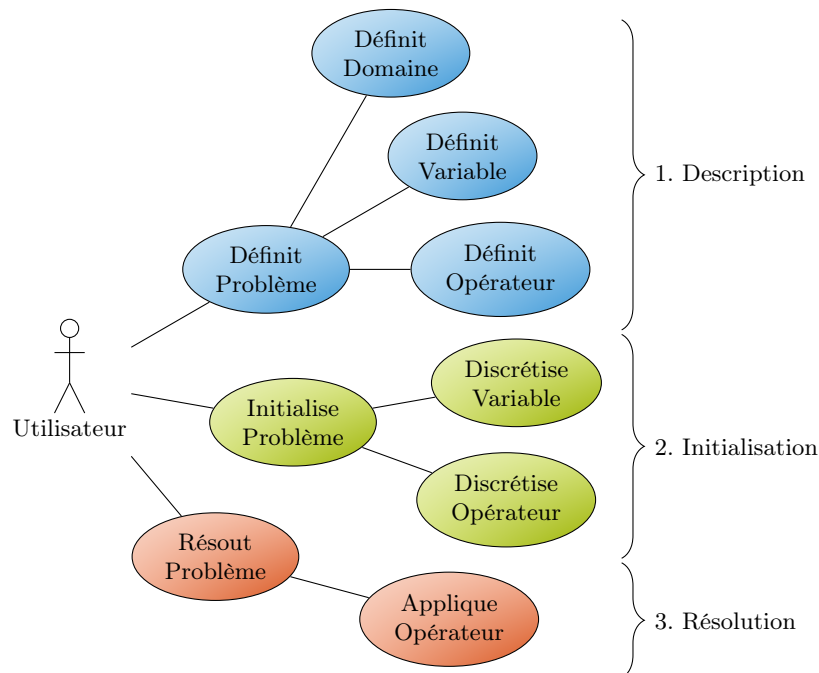 Définit
Domaine
Définit
Variable
1. Description
Définit
Problème
Définit
Opérateur
Utilisateur
Discrétise
Variable
Initialise
Problème
2. Initialisation
Discrétise
Opérateur
Résout
Problème
Applique
Opérateur
3. Résolution